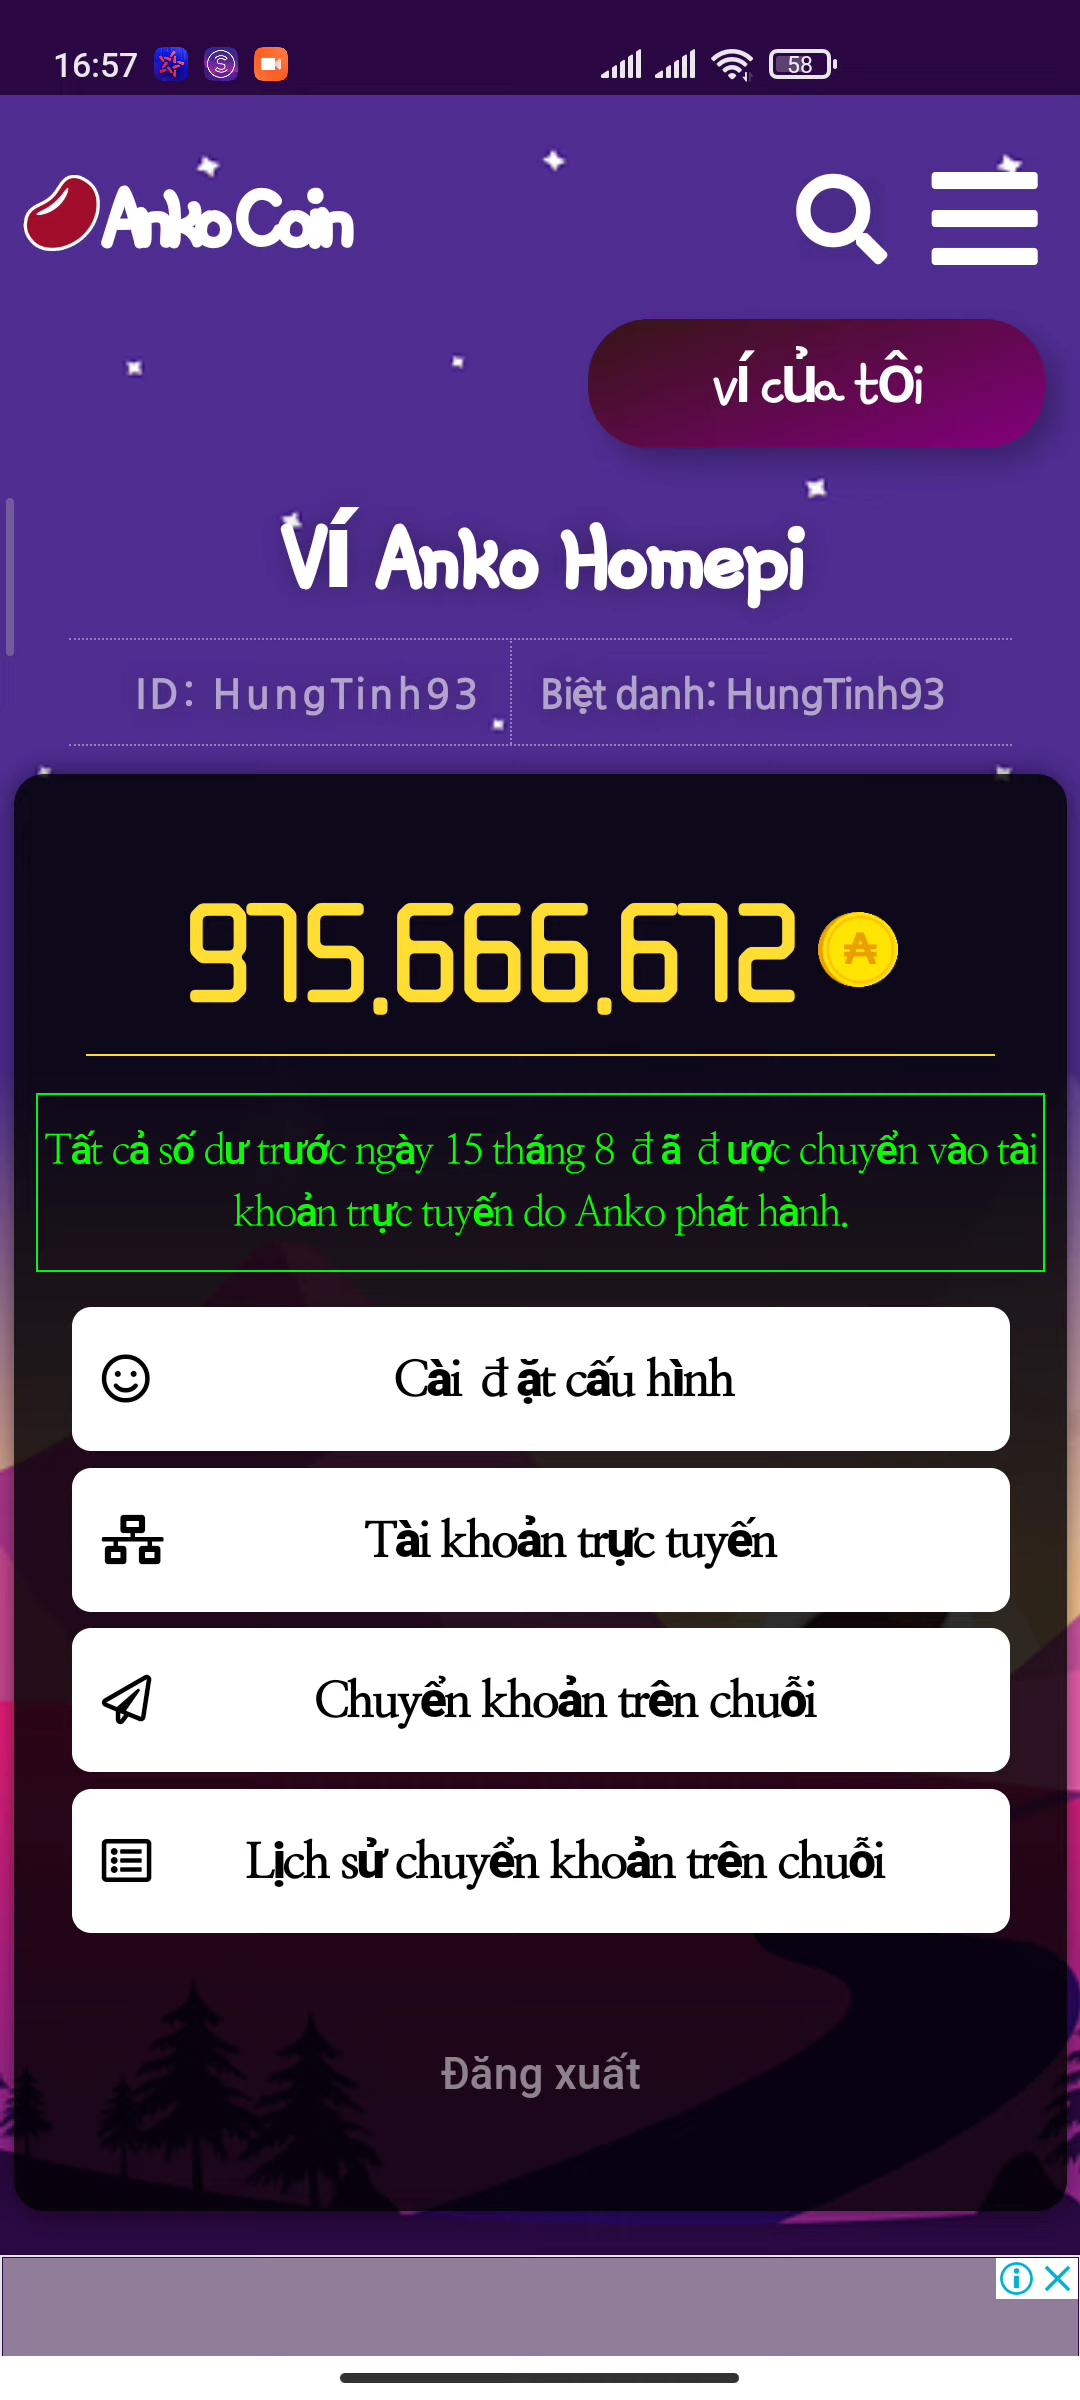 16:57
58
Anko Coin
ví của tôi
Ví Anko Homepi
ID: HungTinh93
Biệt danh: HungTinh93
975.666.672
Tất cả số dư trước ngày 15 tháng 8 đã được chuyển vào tài
khoản trực tuyến do Anko phát hành.
Cài đặt cấu hình
Tài khoản trực tuyến
Chuyển khoản trên chuỗi
Lịch sử chuyển khoản trên chuỗi
Đăng xuất